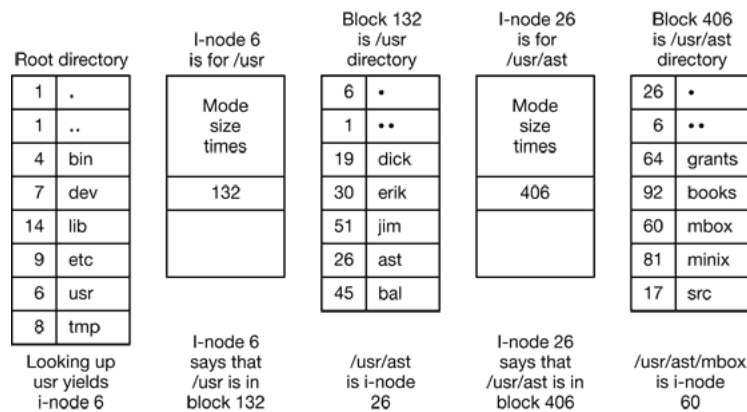 Root directory
1 .
1 ..
4 bin
7 dev
14 lib
9 etc
6 usr
8 tmp
Looking up
usr yields
i-node 6
I-node 6
is for /usr
Mode
size
times
132
I-node 6
says that
/usr is in
block 132
Block 132
is /usr
directory
6 •
1 ••
19 dick
30 erik
51 jim
26 ast
45 bal
/usr/ast
is i-node
26
I-node 26
is for
/usr/ast
Mode
size
times
406
I-node 26
says that
/usr/ast is in
block 406
Block 406
is /usr/ast
directory
26 •
6 ••
64 grants
92 books
60 mbox
81 minix
17 src
/usr/ast/mbox
is i-node
60